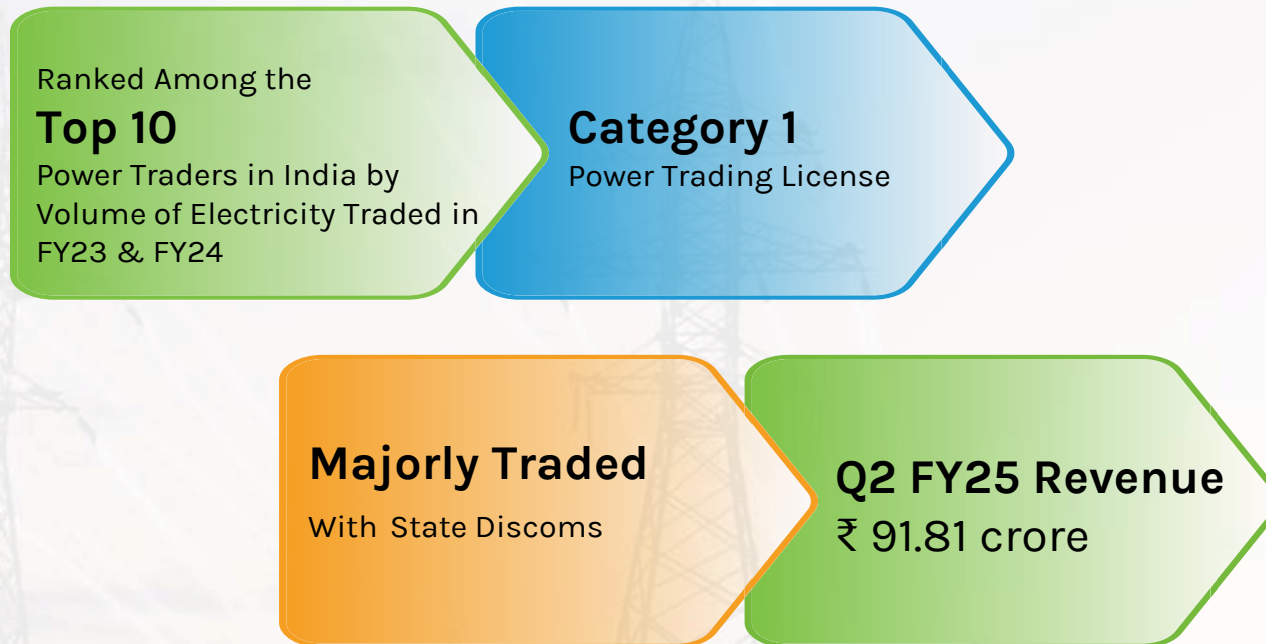 Ranked Among the
Top 10
Power Traders in India by
Volume of Electricity Traded in
FY23 & FY24
Category 1
Power Trading License
Majorly Traded
With State Discoms
Q2 FY25 Revenue
₹ 91.81 crore